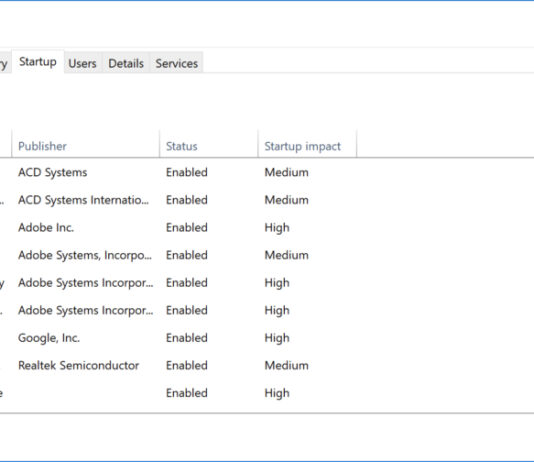 ry Startup Users Details Services
Publisher Status Startup impact
ACD Systems Enabled Medium
... ACD Systems Internatio... Enabled Medium
Adobe Inc. Enabled High
Adobe Systems, Incorpo... Enabled Medium
y Adobe Systems Incorpor... Enabled High
. Adobe Systems Incorpor... Enabled High
Google, Inc. Enabled High
Realtek Semiconductor Enabled Medium
e Enabled High